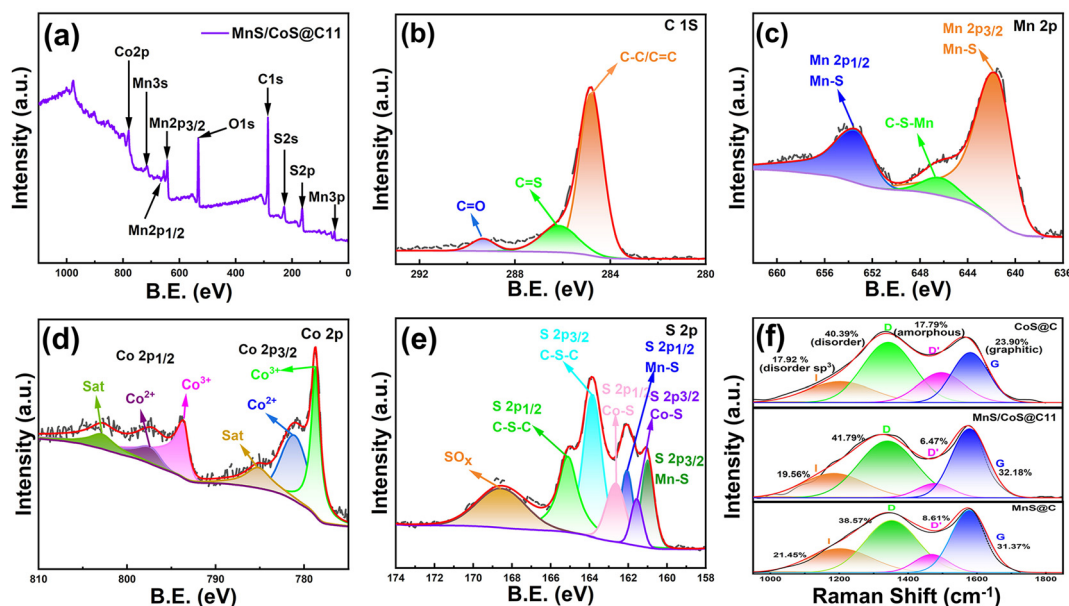 (a)
MnS/CoS@C11
Co2p
Mn3s
Mn2p3/2
C1s
O1s
S2s
S2p
Mn3p
Mn2p1/2
Intensity (a.u.)
1000 800 600 400 200 0
B.E. (eV)
(b)
C 1S
C-C/C=C
C=S
C=O
Intensity (a.u.)
292 288 284 280
B.E. (eV)
(c)
Mn 2p
Mn 2p3/2
Mn-S
Mn 2p1/2
Mn-S
C-S-Mn
Intensity (a.u.)
660 656 652 648 644 640 636
B.E. (eV)
(d)
Co 2p
Co 2p1/2
Co 2p3/2
Co3+
Co3+
Sat
Co2+
Co2+
Sat
Intensity (a.u.)
810 800 790 780
B.E. (eV)
(e)
S 2p
S 2p3/2
C-S-C
S 2p1/2
Mn-S
S 2p1/2
Co-S
S 2p3/2
Co-S
S 2p1/2
C-S-C
S 2p3/2
Mn-S
SOx
Intensity (a.u.)
174 172 170 168 166 164 162 160 158
B.E. (eV)
(f)
CoS@C
40.39%
(disorder)
D
17.79%
(amorphous)
D'
23.90%
(graphitic)
G
17.92 %
(disorder sp3)
I
MnS/CoS@C11
41.79%
D
6.47%
D'
G
32.18%
19.56%
I
MnS@C
38.57%
D
8.61%
D'
G
31.37%
21.45%
I
Intensity (a.u.)
1000 1200 1400 1600 1800
Raman Shift (cm-1)